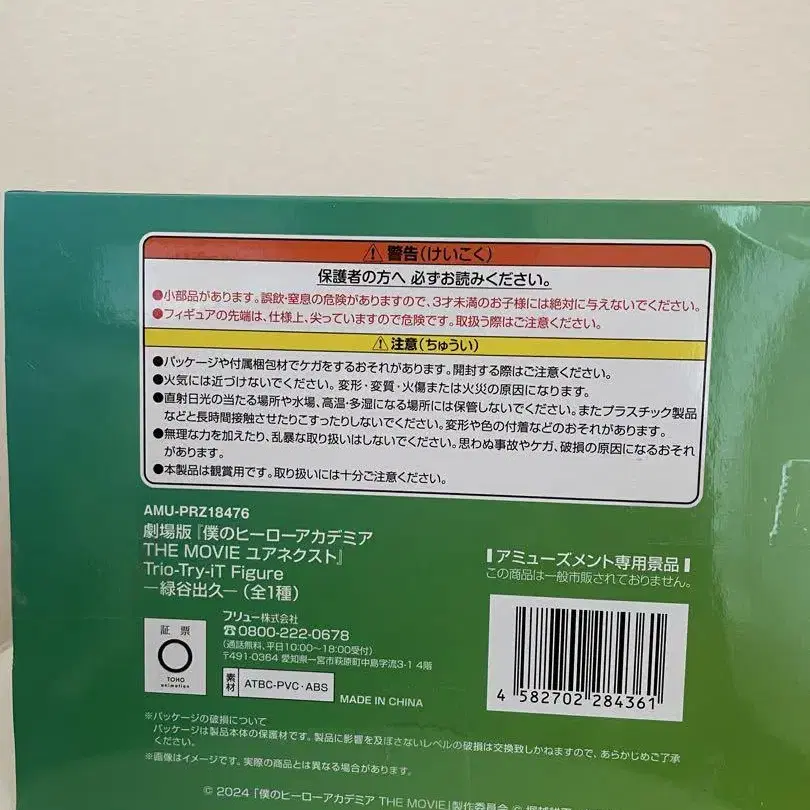 ⚠警告(けいこく)
保護者の方へ 必ずお読みください。
●小部品があります。誤飲・窒息の危険がありますので、3才未満のお子様には絶対に与えないでください。
●フィギュアの先端は、仕様上、尖っていますので危険です。取扱う際はご注意ください。
⚠注意(ちゅうい)
●パッケージや付属梱包材でケガをするおそれがあります。開封する際はご注意ください。
●火気には近づけないでください。変形・変質・火傷または火災の原因になります。
●直射日光の当たる場所や水場、高温・多湿になる場所には保管しないでください。またプラスチック製品
などと長時間接触させたりこすったりしないでください。変形や色の付着などのおそれがあります。
●無理な力を加えたり、乱暴な取り扱いはしないでください。思わぬ事故やケガ、破損の原因になるおそれ
があります。
●本製品は観賞用です。取り扱いには十分ご注意ください。
AMU-PRZ18476
劇場版『僕のヒーローアカデミア
THE MOVIE ユアネクスト』
Trio-Try-iT Figure
―緑谷出久―(全1種)
アミューズメント専用景品
この商品は一般市販されておりません。
証票
TOHO
animation
フリュー株式会社
☎0800-222-0678
(通話無料、平日10:00~18:00受付)
〒491-0364 愛知県一宮市萩原町中島字流3-1 4階
素材
ATBC-PVC・ABS
MADE IN CHINA
4 582702 284361
※パッケージの破損について
パッケージは製品本体の保護材です。製品に影響を及ぼさないレベルの破損は交換致しかねますので、あらかじめご了承
ください。
※画像はイメージです。実際の商品とは異なる場合があります。
© 2024「僕のヒーローアカデミア THE MOVIE」製作委員会 ©